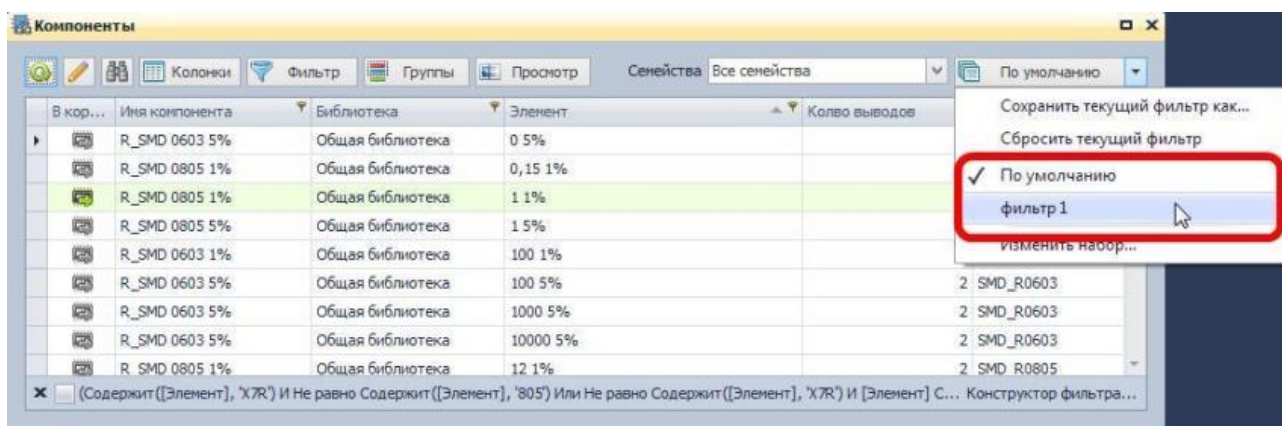 Компоненты
Колонки Фильтр Группы Просмотр Семейства Все семейства По умолчанию
В кор... Имя компонента Библиотека Элемент Колво выводов
R_SMD 0603 5% Общая библиотека 0 5%
R_SMD 0805 1% Общая библиотека 0,15 1%
R_SMD 0805 1% Общая библиотека 1 1%
R_SMD 0805 5% Общая библиотека 1 5%
R_SMD 0603 1% Общая библиотека 100 1%
R_SMD 0603 5% Общая библиотека 100 5% 2 SMD_R0603
R_SMD 0603 5% Общая библиотека 1000 5% 2 SMD_R0603
R_SMD 0603 5% Общая библиотека 10000 5% 2 SMD_R0603
R_SMD 0805 1% Общая библиотека 12 1% 2 SMD_R0805
Сохранить текущий фильтр как...
Сбросить текущий фильтр
По умолчанию
фильтр 1
Изменить набор...
(Содержит([Элемент], 'X7R') И Не равно Содержит([Элемент], '805') Или Не равно Содержит([Элемент], 'X7R') И [Элемент] С... Конструктор фильтра...